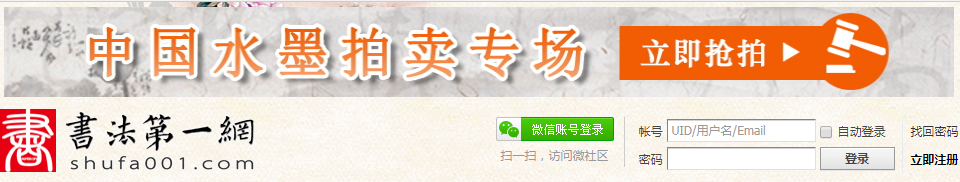 中国水墨拍卖专场
立即抢拍
書
書法第一網
shufa001.com
微信账号登录
扫一扫，访问微社区
帐号 UID/用户名/Email 自动登录 找回密码
密码 登录 立即注册